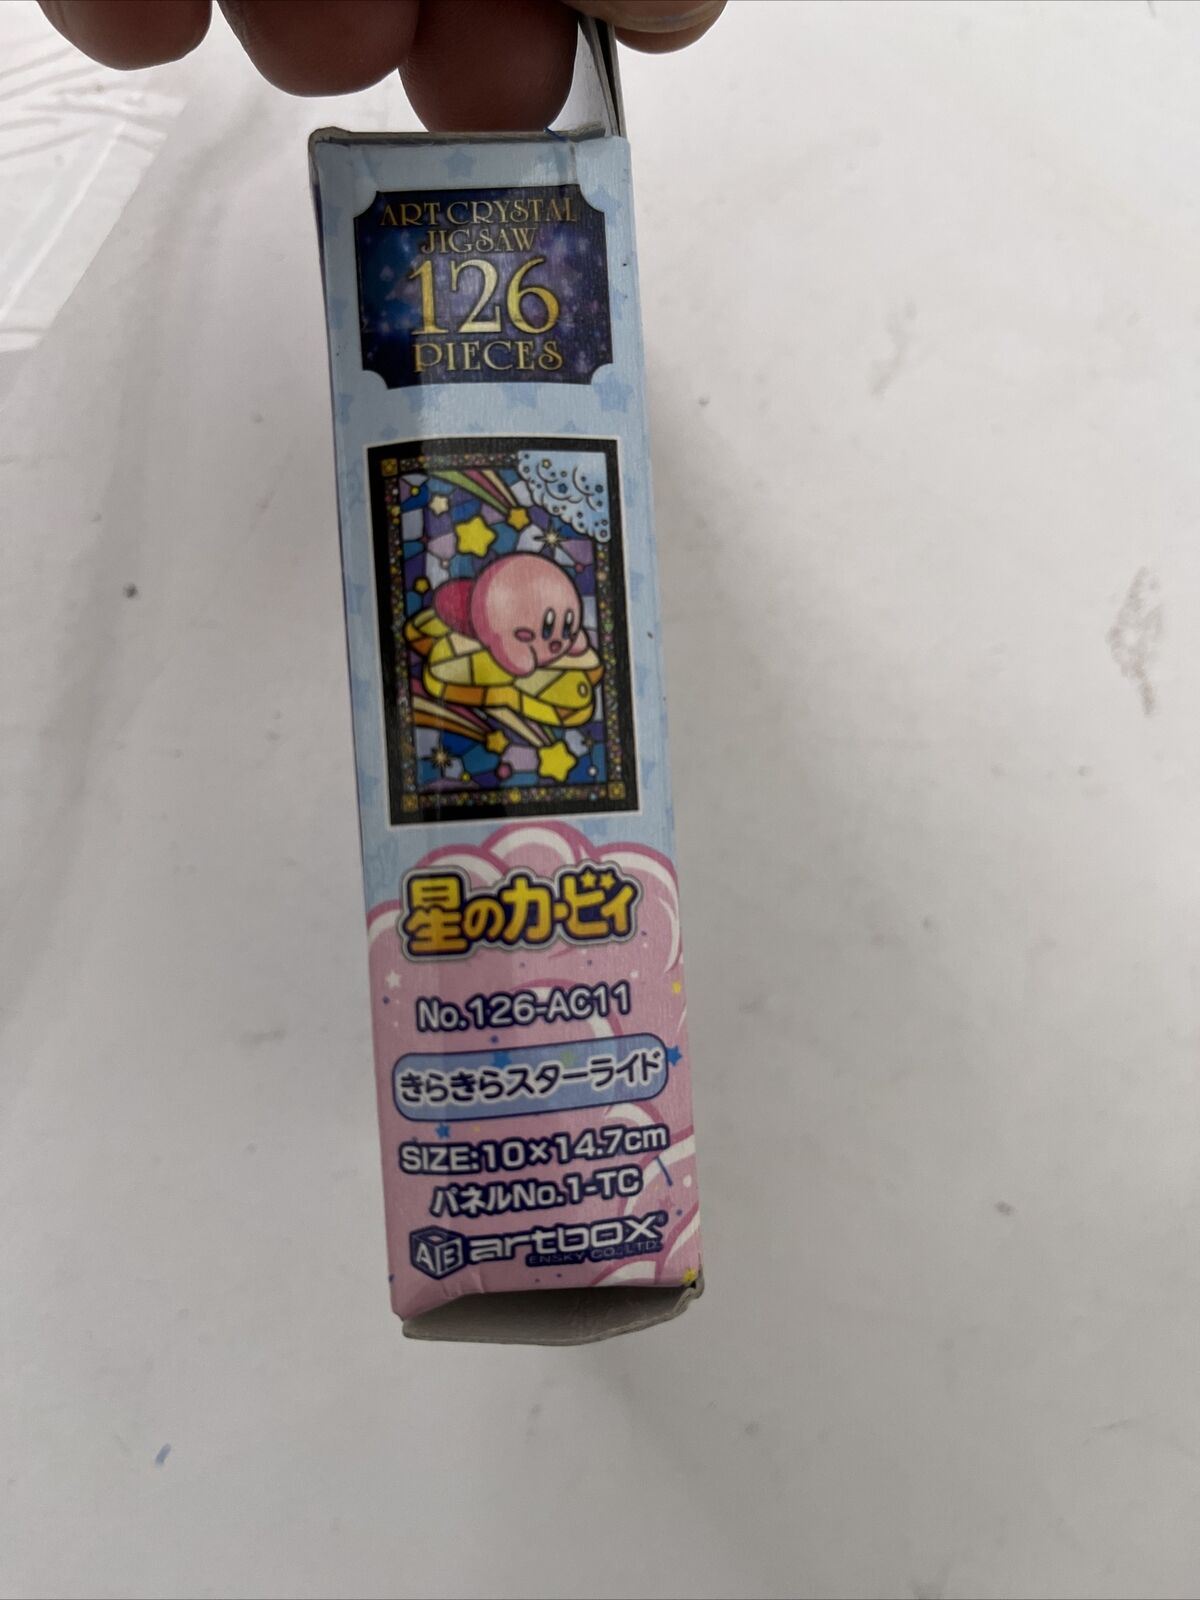 ART CRYSTAL
JIGSAW
126
PIECES
星のカービィ
No.126-AC11
きらきらスターライド
SIZE:10×14.7cm
パネルNo.1-TC
AB artbox®
ENSKY CO.,LTD.